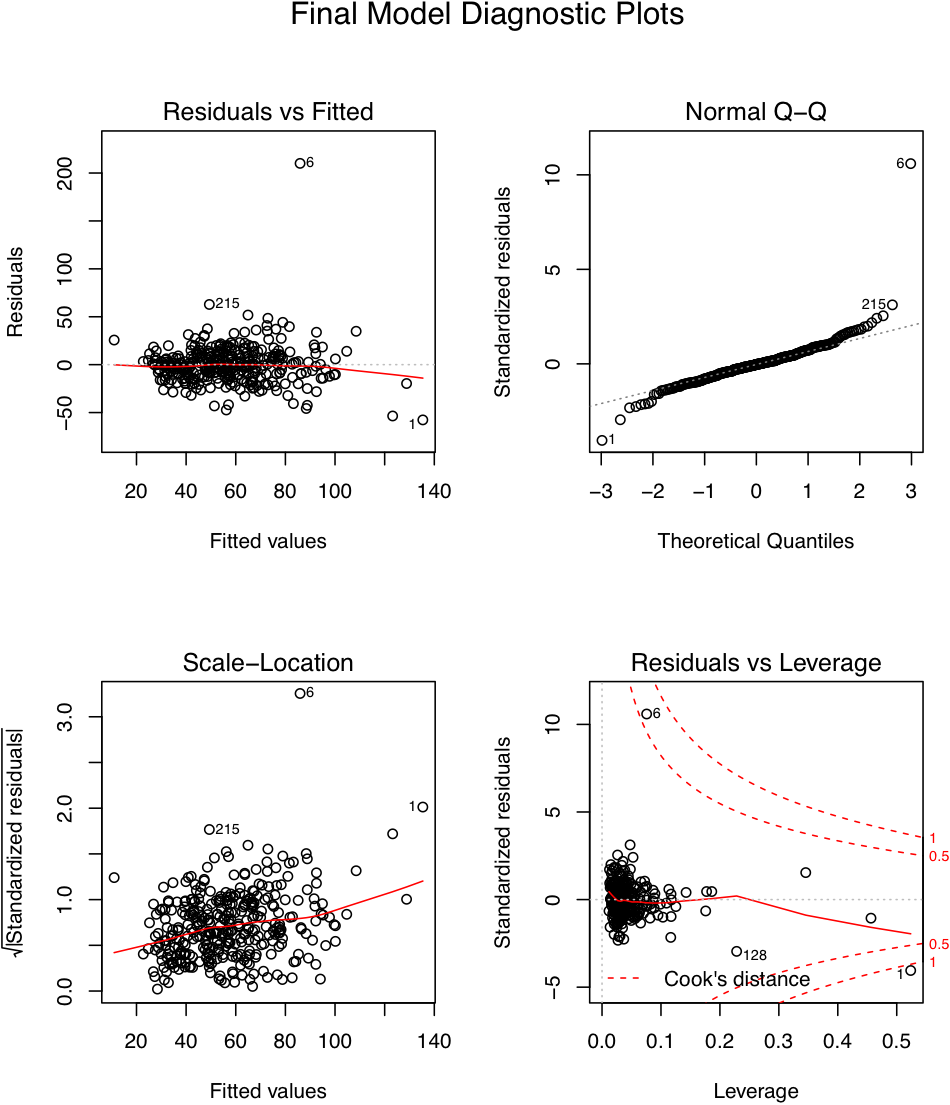 Final Model Diagnostic Plots
Residuals vs Fitted
Residuals
200
100
50
0
−50
6
215
1
20 40 60 80 100 140
Fitted values
Normal Q−Q
Standardized residuals
10
5
0
6
215
1
−3 −2 −1 0 1 2 3
Theoretical Quantiles
Scale−Location
√|Standardized residuals|
3.0
2.0
1.0
0.0
6
1
215
20 40 60 80 100 140
Fitted values
Residuals vs Leverage
Standardized residuals
10
5
0
−5
6
1
0.5
0.5
1
128
1
Cook's distance
0.0 0.1 0.2 0.3 0.4 0.5
Leverage